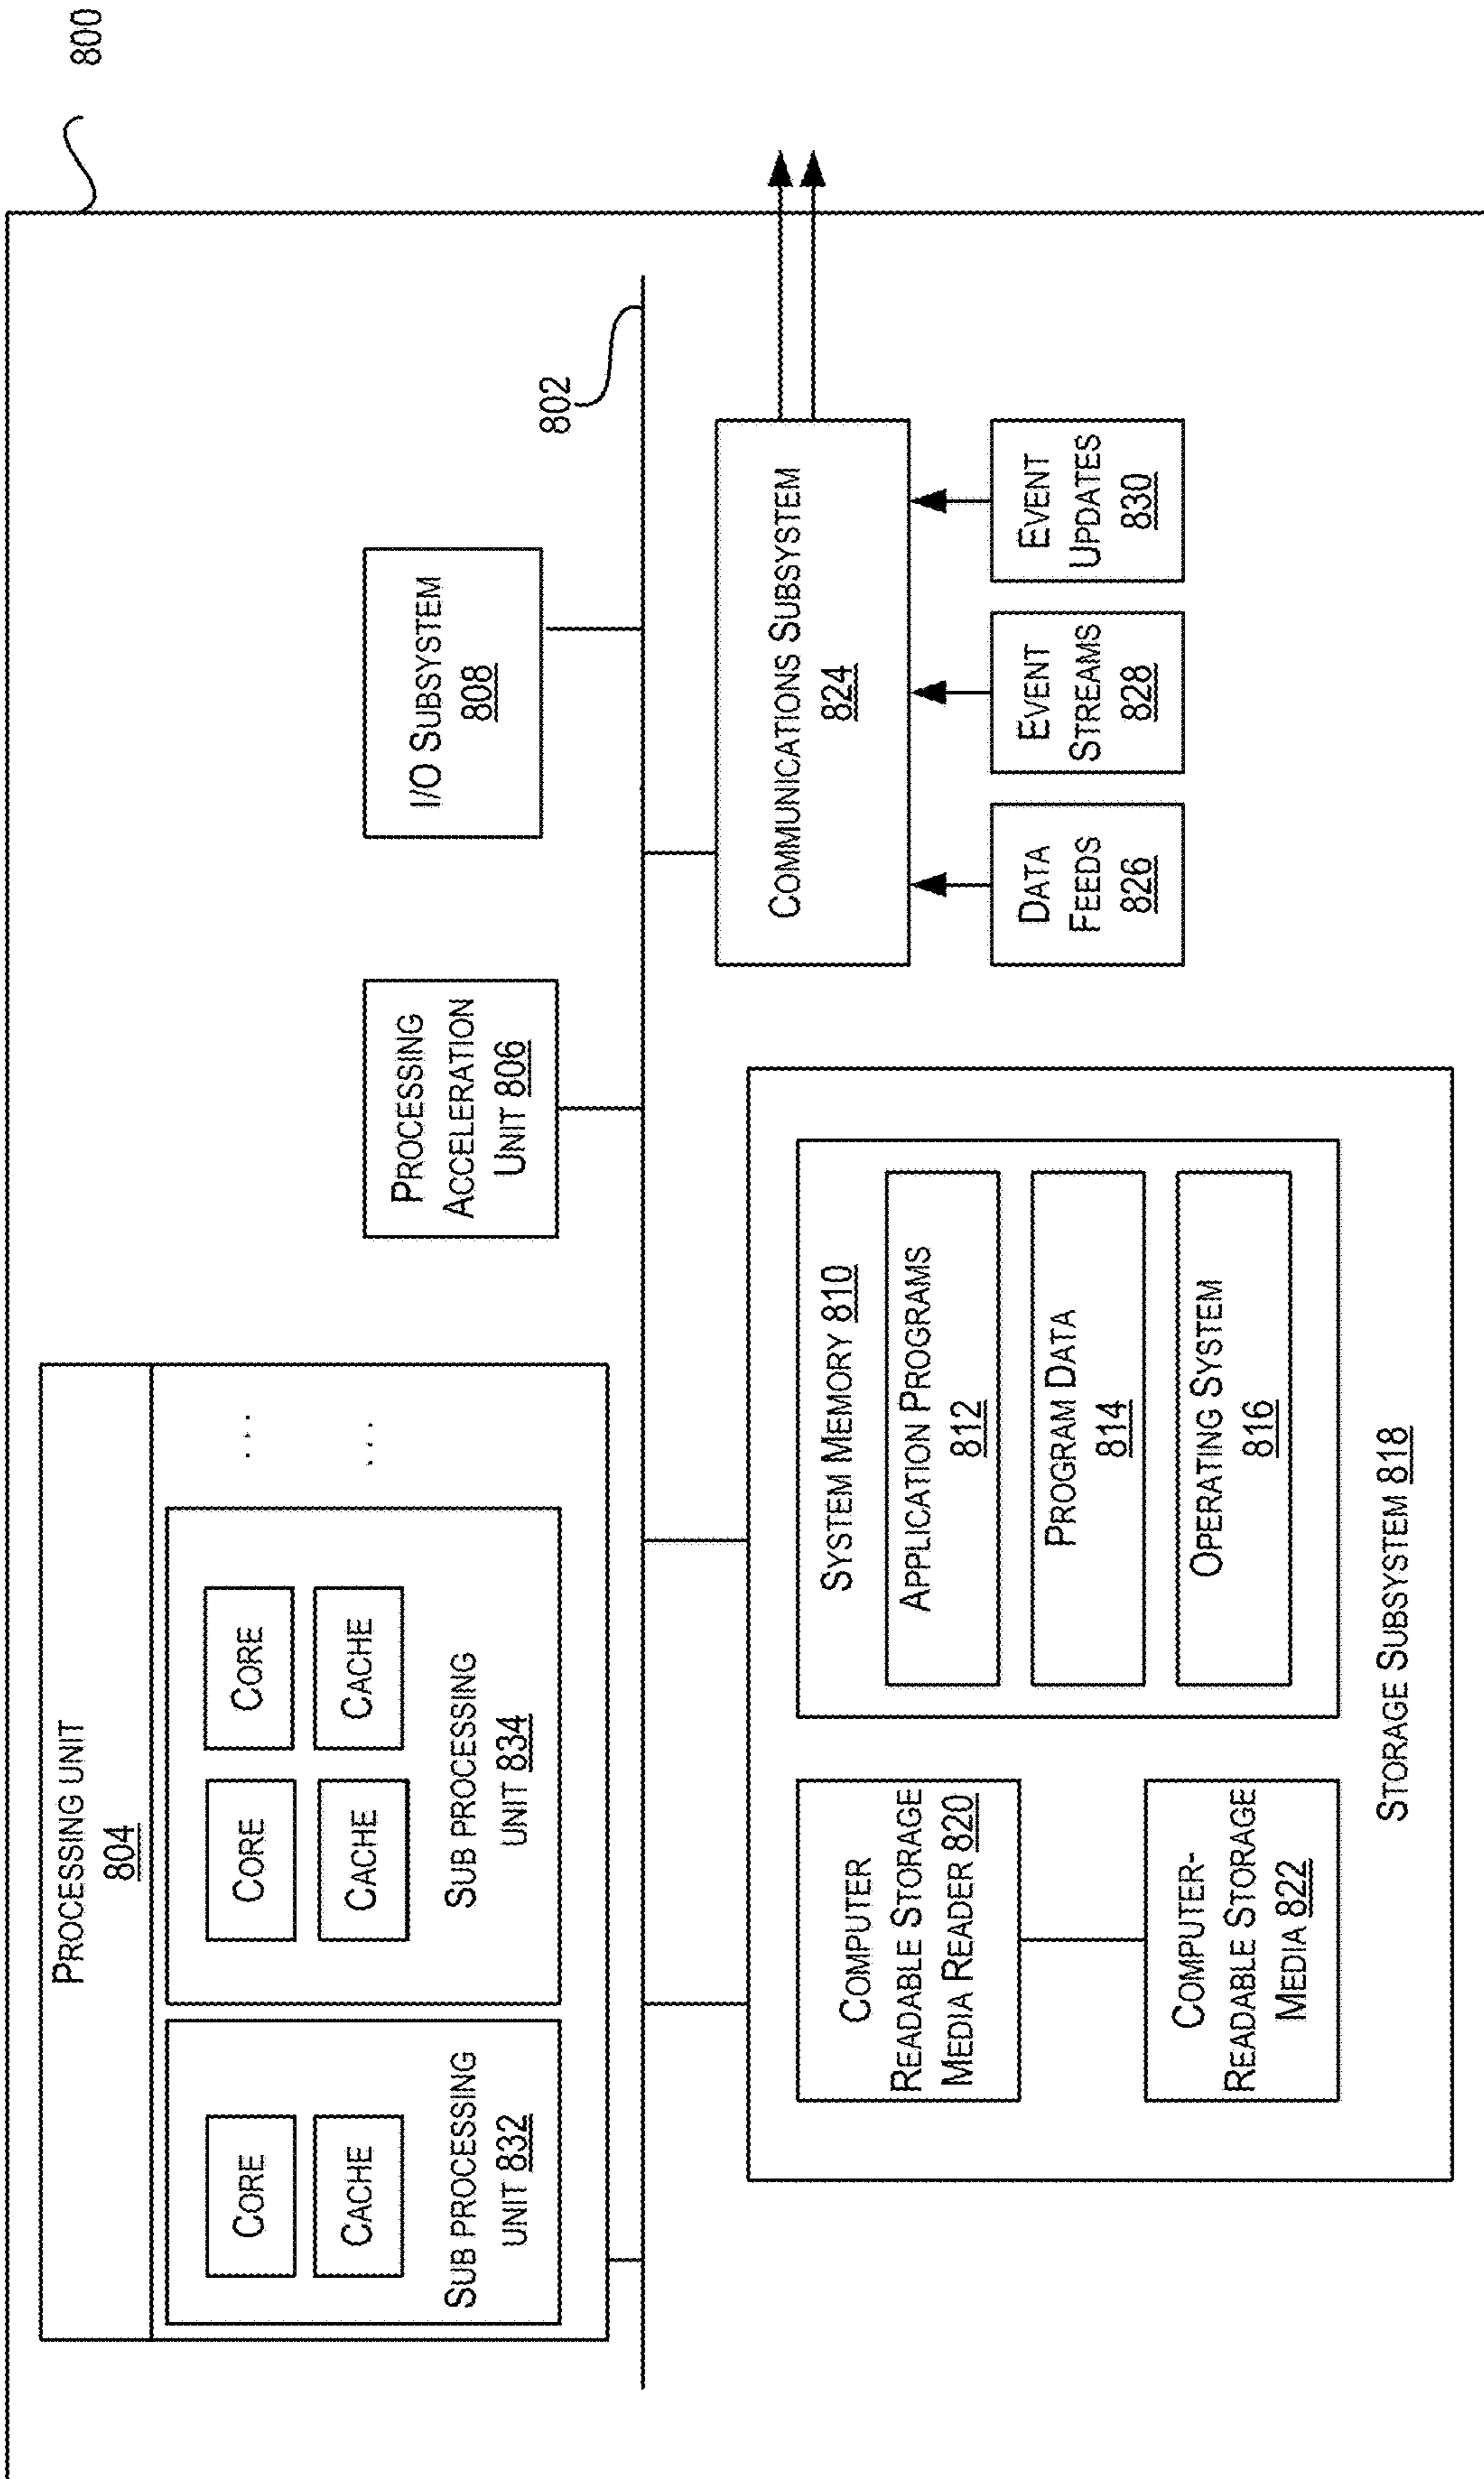 800
PROCESSING UNIT
804
CORE
CACHE
SUB PROCESSING
UNIT 832
CORE
CORE
CACHE
CACHE
SUB PROCESSING
UNIT 834
...
...
PROCESSING
ACCELERATION
UNIT 806
I/O SUBSYSTEM
808
802
COMPUTER
READABLE STORAGE
MEDIA READER 820
COMPUTER-
READABLE STORAGE
MEDIA 822
SYSTEM MEMORY 810
APPLICATION PROGRAMS
812
PROGRAM DATA
814
OPERATING SYSTEM
816
STORAGE SUBSYSTEM 818
COMMUNICATIONS SUBSYSTEM
824
DATA
FEEDS
826
EVENT
STREAMS
828
EVENT
UPDATES
830